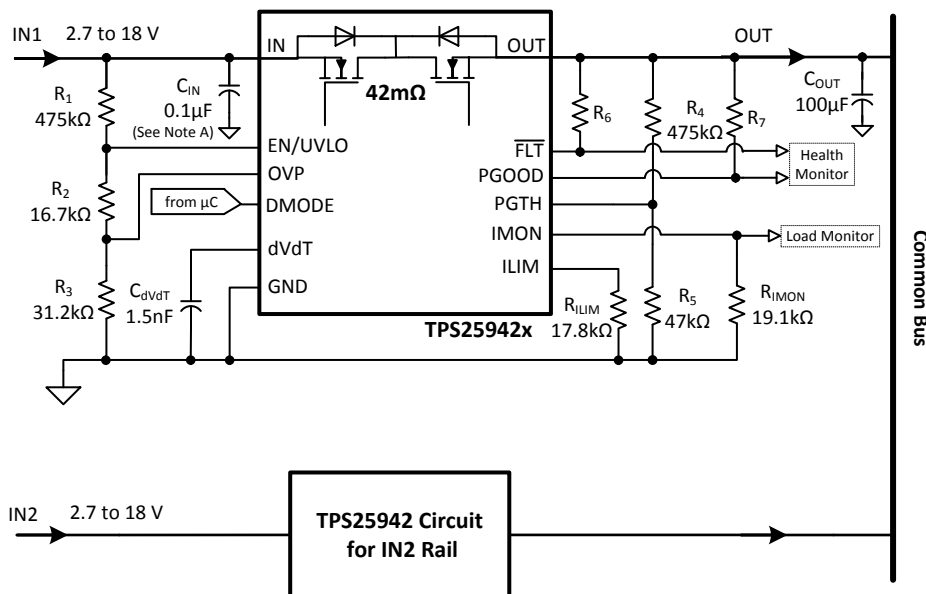 IN1
2.7 to 18 V
R1
475kΩ
CIN
0.1µF
(See Note A)
R2
16.7kΩ
from µC
R3
31.2kΩ
CdVdT
1.5nF
IN
OUT
42mΩ
EN/UVLO
OVP
DMODE
dVdT
GND
FLT
PGOOD
PGTH
IMON
ILIM
TPS25942x
R6
R4
475kΩ
R7
OUT
COUT
100µF
Health
Monitor
Load Monitor
RILIM
17.8kΩ
R5
47kΩ
RIMON
19.1kΩ
Common Bus
IN2
2.7 to 18 V
TPS25942 Circuit
for IN2 Rail